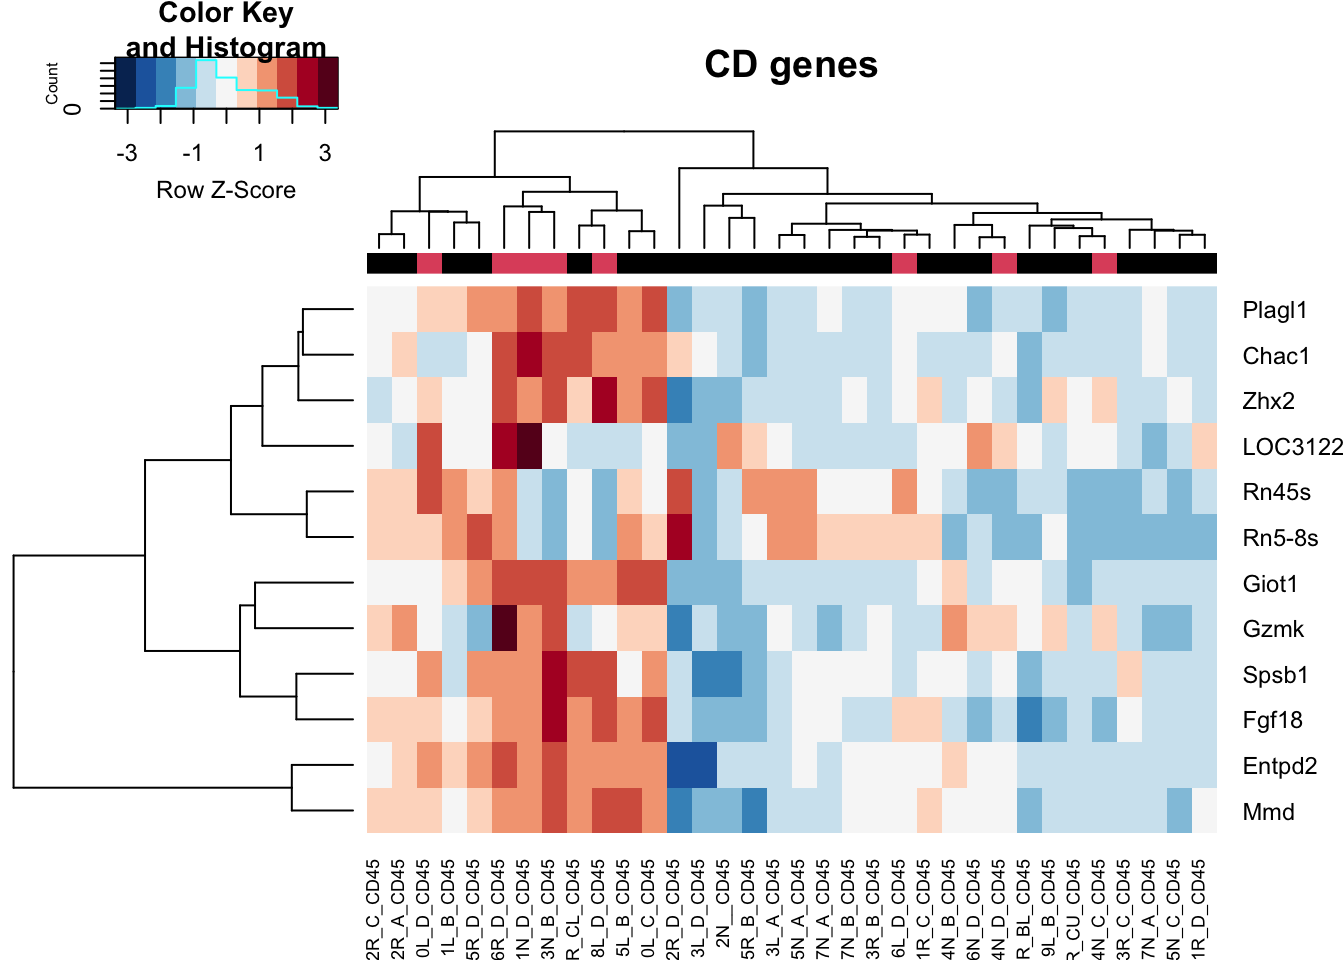 Color Key
and Histogram
Count
0
-3 -1 1 3
Row Z-Score
CD genes
Plagl1
Chac1
Zhx2
LOC3122
Rn45s
Rn5-8s
Giot1
Gzmk
Spsb1
Fgf18
Entpd2
Mmd
2R_C_CD45
2R_A_CD45
0L_D_CD45
1L_B_CD45
5R_D_CD45
6R_D_CD45
1N_D_CD45
3N_B_CD45
R_CL_CD45
8L_D_CD45
5L_B_CD45
0L_C_CD45
2R_D_CD45
3L_D_CD45
2N__CD45
5R_B_CD45
3L_A_CD45
5N_A_CD45
7N_A_CD45
7N_B_CD45
3R_B_CD45
6L_D_CD45
1R_C_CD45
4N_B_CD45
6N_D_CD45
4N_D_CD45
R_BL_CD45
9L_B_CD45
R_CU_CD45
4N_C_CD45
3R_C_CD45
7N_A_CD45
5N_C_CD45
1R_D_CD45